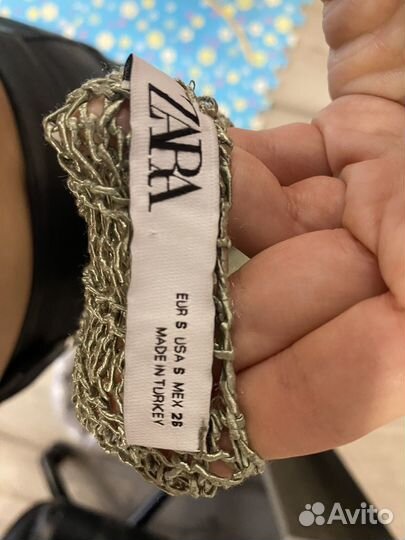 ZARA
EUR S USA S MEX 26
MADE IN TURKEY
Avito